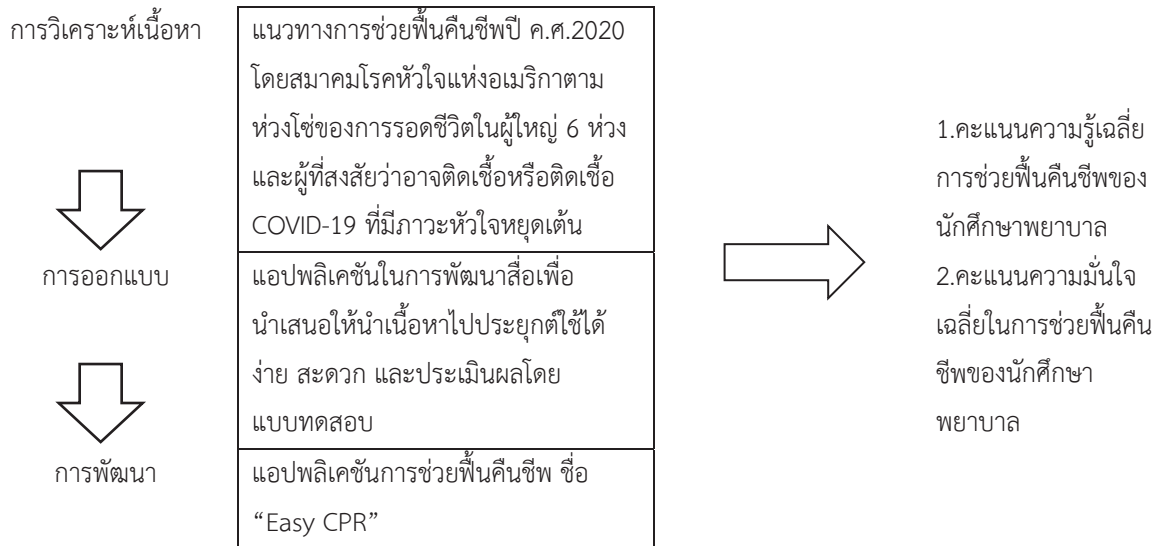 การวิเคราะห์เนื้อหา
แนวทางการช่วยฟื้นคืนชีพปี ค.ศ.2020
โดยสมาคมโรคหัวใจแห่งอเมริกาตาม
ห่วงโซ่ของการรอดชีวิตในผู้ใหญ่ 6 ห่วง
และผู้ที่สงสัยว่าอาจติดเชื้อหรือติดเชื้อ
COVID-19 ที่มีภาวะหัวใจหยุดเต้น
การออกแบบ
แอปพลิเคชันในการพัฒนาสื่อเพื่อ
นำเสนอให้นำเนื้อหาไปประยุกต์ใช้ได้
ง่าย สะดวก และประเมินผลโดย
แบบทดสอบ
การพัฒนา
แอปพลิเคชันการช่วยฟื้นคืนชีพ ชื่อ
“Easy CPR”
1.คะแนนความรู้เฉลี่ย
การช่วยฟื้นคืนชีพของ
นักศึกษาพยาบาล
2.คะแนนความมั่นใจ
เฉลี่ยในการช่วยฟื้นคืน
ชีพของนักศึกษา
พยาบาล